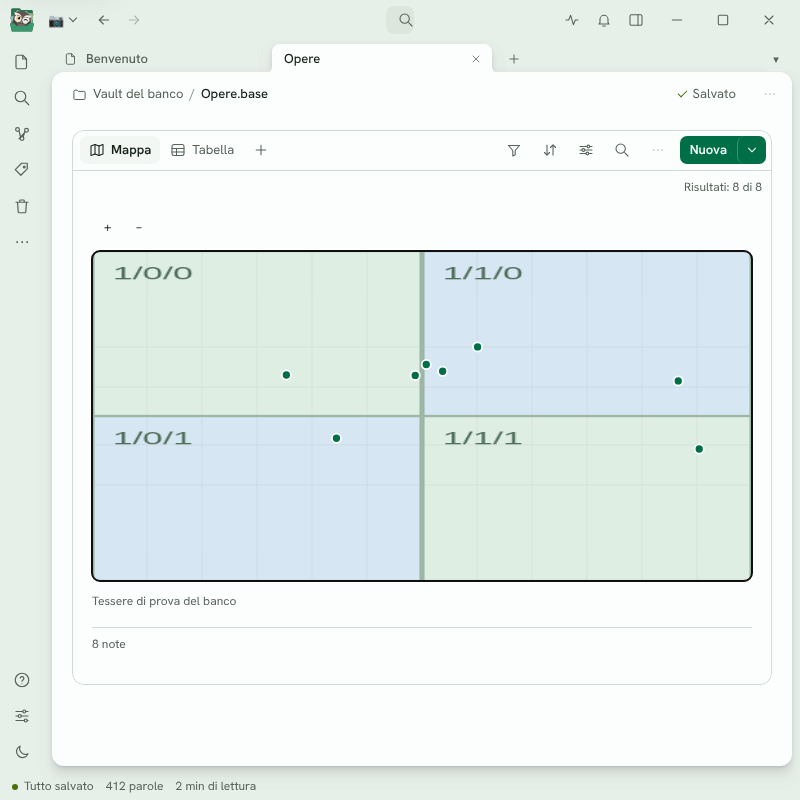 Benvenuto
Opere
Vault del banco / Opere.base
Salvato
Mappa
Tabella
Nuova
Risultati: 8 di 8
+ −
1/0/0
1/1/0
1/0/1
1/1/1
Tessere di prova del banco
8 note
Tutto salvato
412 parole
2 min di lettura